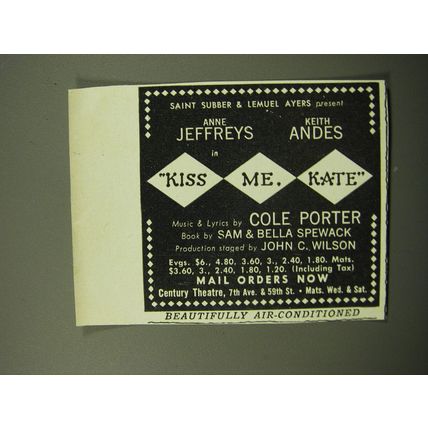 SAINT SUBBER & LEMUEL AYERS present
ANNE JEFFREYS
KEITH ANDES
in
"KISS ME, KATE"
Music & Lyrics by COLE PORTER
Book by SAM & BELLA SPEWACK
Production staged by JOHN C. WILSON
Evgs. $6., 4.80, 3.60, 3., 2.40, 1.80. Mats.
$3.60, 3., 2.40, 1.80, 1.20. (Including Tax)
MAIL ORDERS NOW
Century Theatre, 7th Ave. & 59th St. • Mats. Wed. & Sat.
BEAUTIFULLY AIR-CONDITIONED